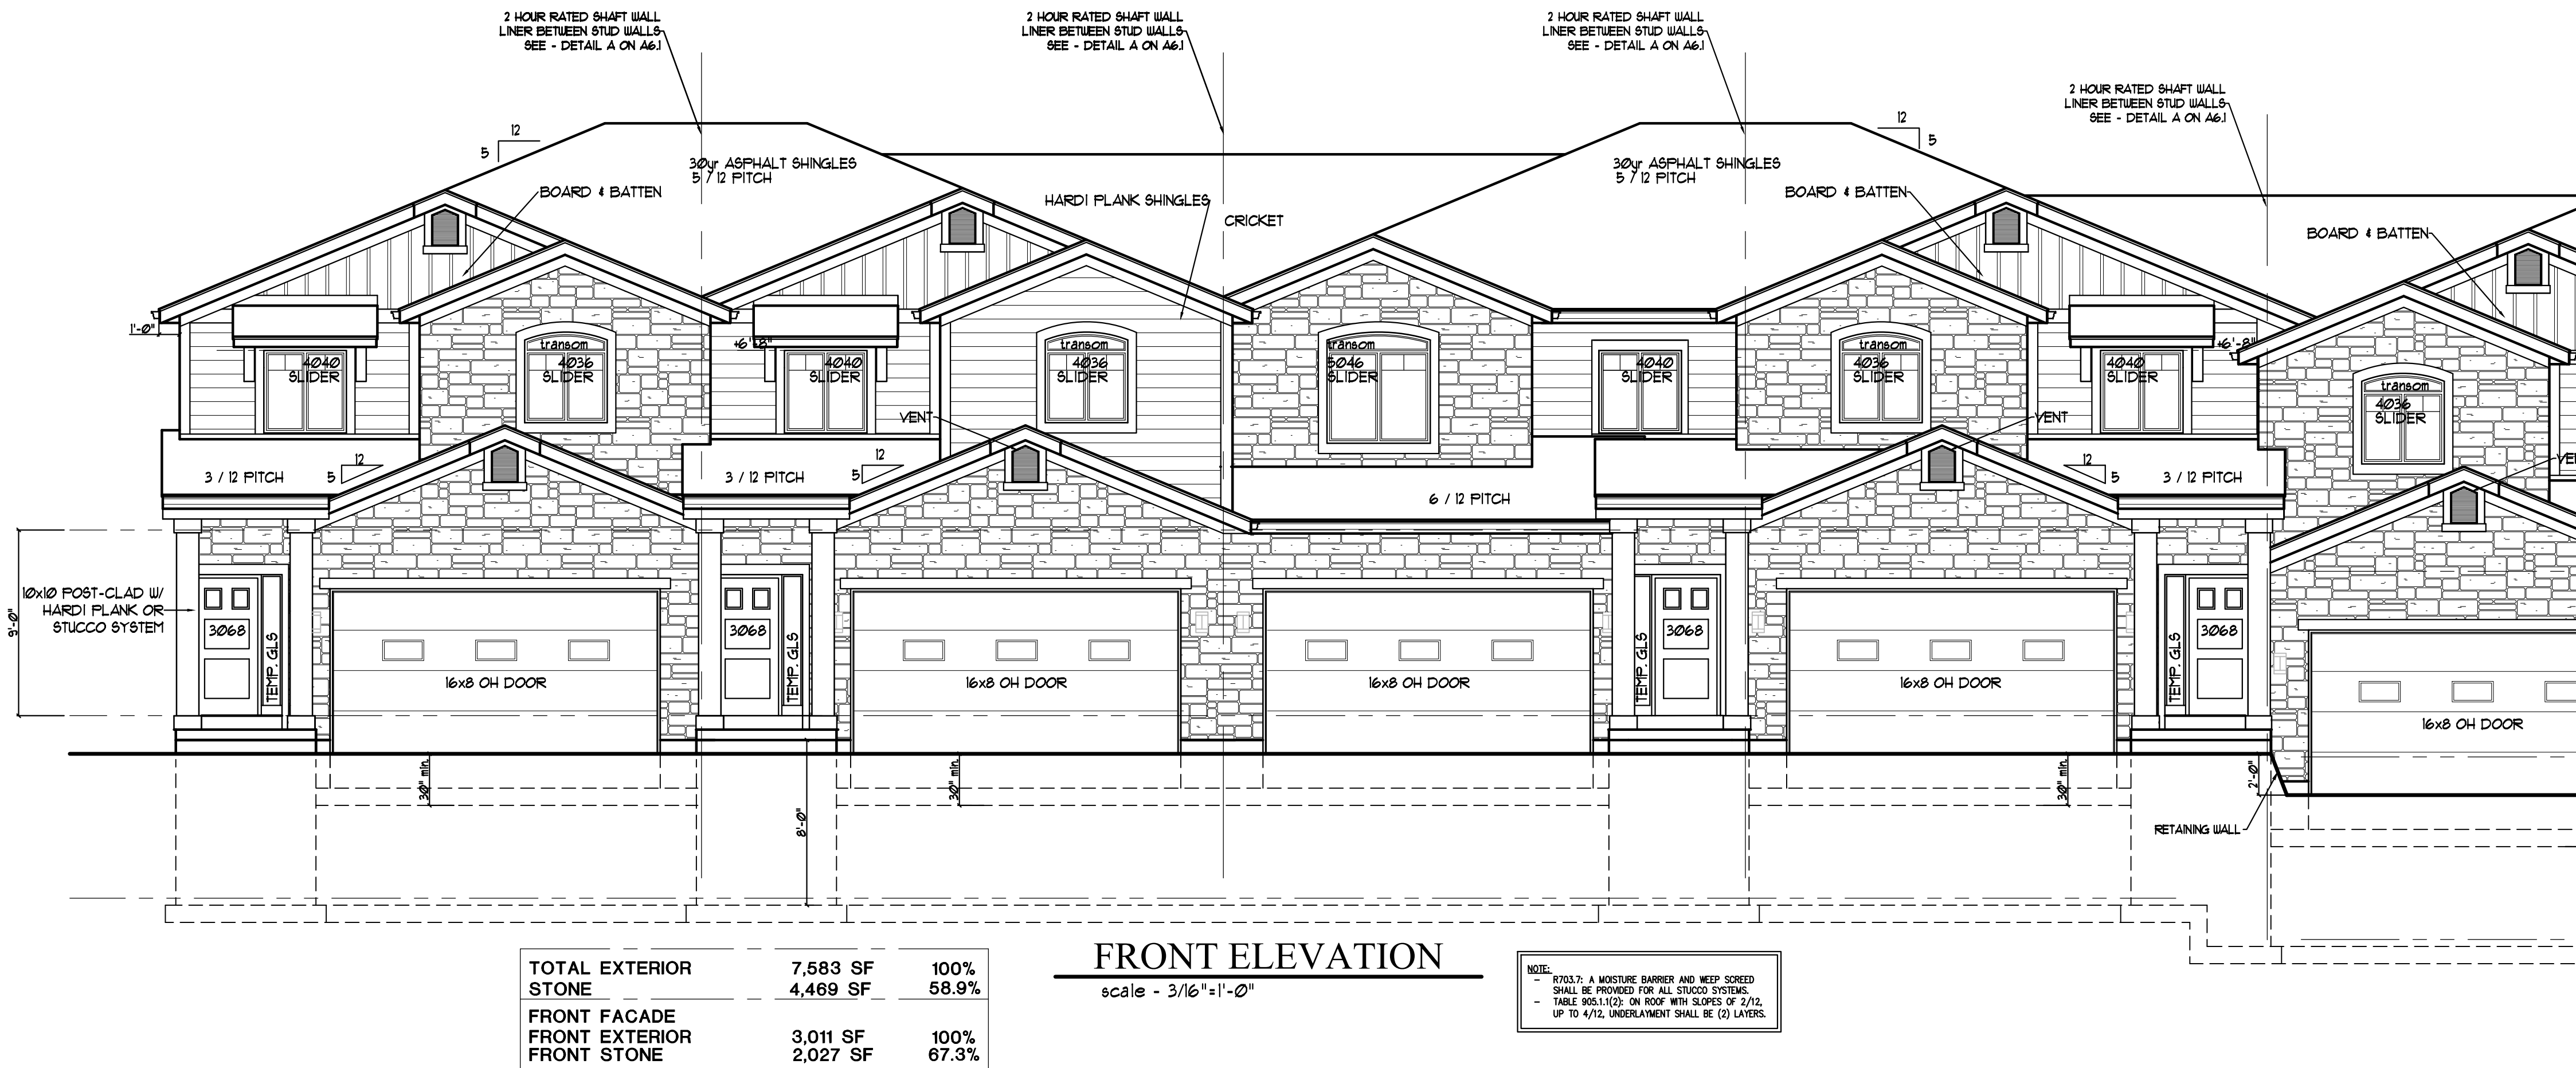 2 HOUR RATED SHAFT WALL
LINER BETWEEN STUD WALLS
SEE - DETAIL A ON A6.1
2 HOUR RATED SHAFT WALL
LINER BETWEEN STUD WALLS
SEE - DETAIL A ON A6.1
2 HOUR RATED SHAFT WALL
LINER BETWEEN STUD WALLS
SEE - DETAIL A ON A6.1
2 HOUR RATED SHAFT WALL
LINER BETWEEN STUD WALLS
SEE - DETAIL A ON A6.1
12
5
12
5
30yr ASPHALT SHINGLES
5 / 12 PITCH
30yr ASPHALT SHINGLES
5 / 12 PITCH
BOARD & BATTEN
HARDI PLANK SHINGLES
CRICKET
BOARD & BATTEN
BOARD & BATTEN
1'-0"
4040
SLIDER
transom
4036
SLIDER
+6'-8"
4040
SLIDER
transom
4036
SLIDER
transom
5046
SLIDER
4040
SLIDER
transom
4036
SLIDER
4040
SLIDER
+6'-8"
transom
4036
SLIDER
VENT
VENT
3 / 12 PITCH
12
5
3 / 12 PITCH
12
5
6 / 12 PITCH
12
5
3 / 12 PITCH
9'-0"
10x10 POST-CLAD W/
HARDI PLANK OR
STUCCO SYSTEM
3068
TEMP. GLS
16x8 OH DOOR
3068
TEMP. GLS
16x8 OH DOOR
16x8 OH DOOR
TEMP. GLS
3068
16x8 OH DOOR
TEMP. GLS
3068
16x8 OH DOOR
30" min.
8'-0"
30" min.
30" min.
2'-0"
RETAINING WALL
TOTAL EXTERIOR 7,583 SF 100%
STONE 4,469 SF 58.9%
FRONT FACADE
FRONT EXTERIOR 3,011 SF 100%
FRONT STONE 2,027 SF 67.3%
FRONT ELEVATION
scale - 3/16"=1'-0"
NOTE:
- R703.7: A MOISTURE BARRIER AND WEEP SCREED
SHALL BE PROVIDED FOR ALL STUCCO SYSTEMS.
- TABLE 905.1.1(2): ON ROOF WITH SLOPES OF 2/12,
UP TO 4/12, UNDERLAYMENT SHALL BE (2) LAYERS.